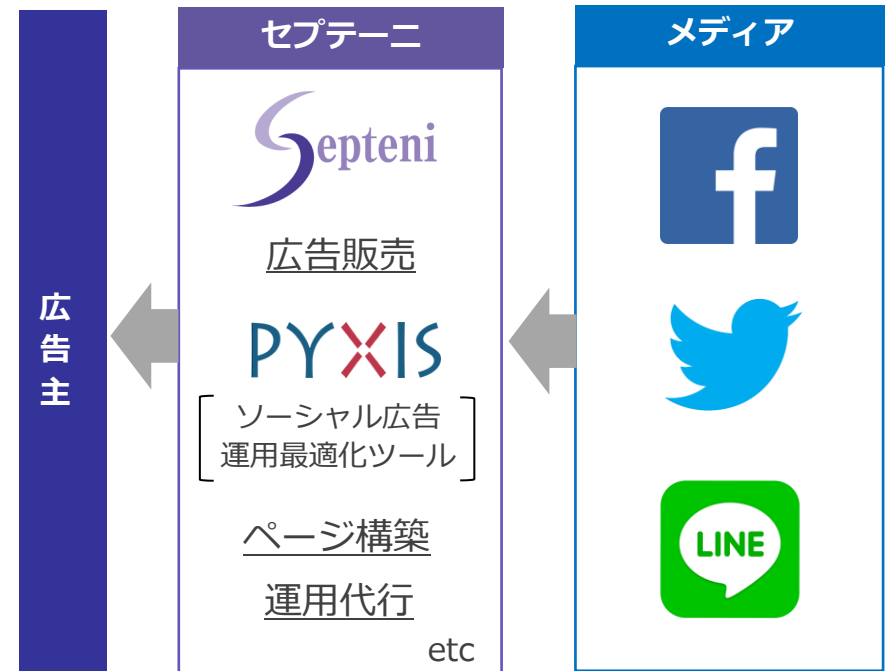 広告主
セプテーニ
Septeni
広告販売
PYXIS
ソーシャル広告
運用最適化ツール
ページ構築
運用代行
etc
メディア
f
LINE